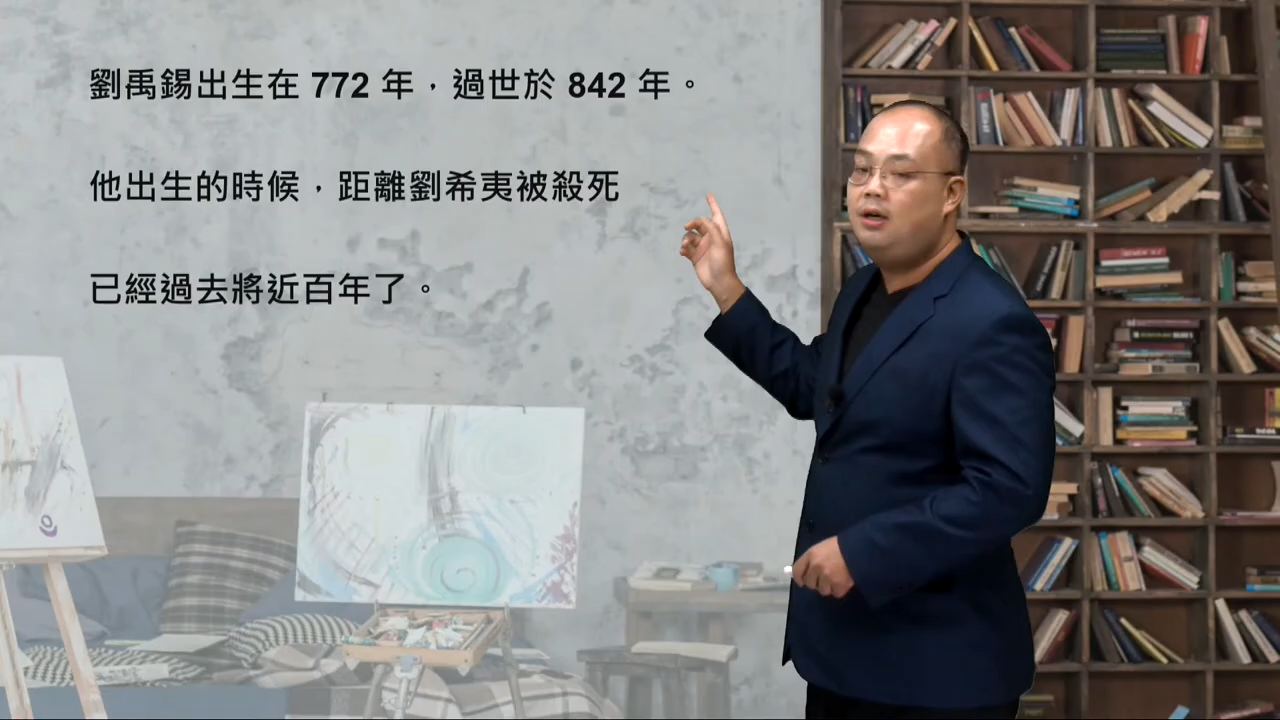 劉禹錫出生在 772 年，過世於 842 年。
他出生的時候，距離劉希夷被殺死
已經過去將近百年了。